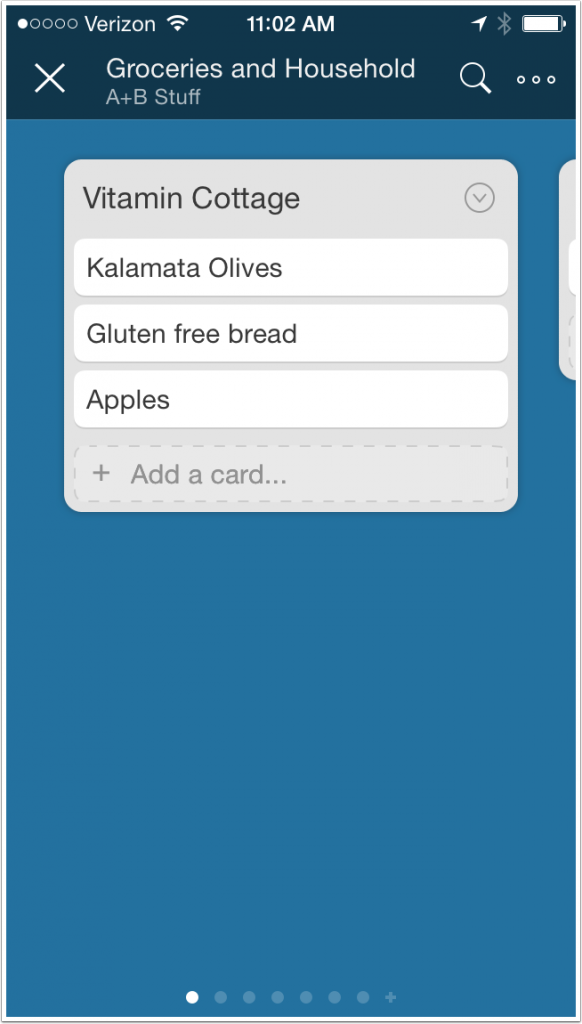 Verizon 11:02 AM
Groceries and Household
A+B Stuff
Vitamin Cottage
Kalamata Olives
Gluten free bread
Apples
+ Add a card...